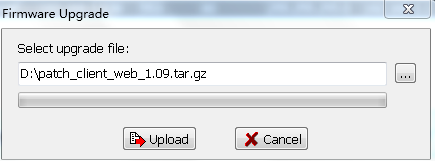 Firmware Upgrade
Select upgrade file:
D:\patch_client_web_1.09.tar.gz
...
Upload
Cancel